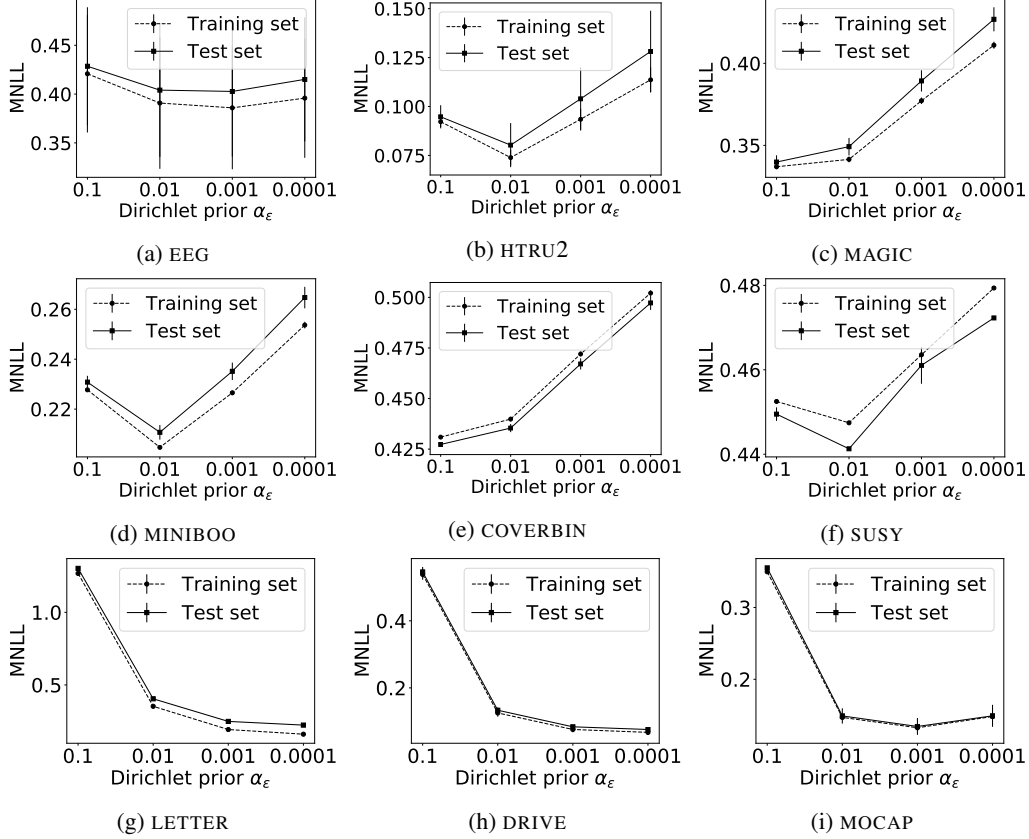 0.45
0.40
0.35
MNLL
Training set
Test set
0.1 0.01 0.001 0.0001
Dirichlet prior αε
(a) EEG
0.150
0.125
0.100
0.075
MNLL
Training set
Test set
0.1 0.01 0.001 0.0001
Dirichlet prior αε
(b) HTRU2
0.40
0.35
MNLL
Training set
Test set
0.1 0.01 0.001 0.0001
Dirichlet prior αε
(c) MAGIC
0.26
0.24
0.22
MNLL
Training set
Test set
0.1 0.01 0.001 0.0001
Dirichlet prior αε
(d) MINIBOO
0.500
0.475
0.450
0.425
MNLL
Training set
Test set
0.1 0.01 0.001 0.0001
Dirichlet prior αε
(e) COVERBIN
0.48
0.46
0.44
MNLL
Training set
Test set
0.1 0.01 0.001 0.0001
Dirichlet prior αε
(f) SUSY
1.0
0.5
MNLL
Training set
Test set
0.1 0.01 0.001 0.0001
Dirichlet prior αε
(g) LETTER
0.4
0.2
MNLL
Training set
Test set
0.1 0.01 0.001 0.0001
Dirichlet prior αε
(h) DRIVE
0.3
0.2
MNLL
Training set
Test set
0.1 0.01 0.001 0.0001
Dirichlet prior αε
(i) MOCAP